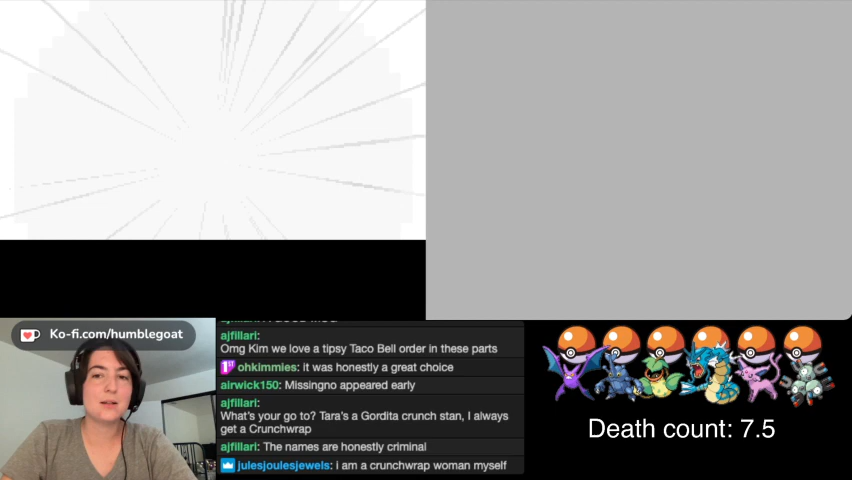 Ko-fi.com/humblegoat
ajfillari:
Omg Kim we love a tipsy Taco Bell order in these parts
ohkimmies: it was honestly a great choice
airwick150: Missingno appeared early
ajfillari:
What's your go to? Tara's a Gordita crunch stan, I always
get a Crunchwrap
ajfillari: The names are honestly criminal
julesjoulesjewels: i am a crunchwrap woman myself
Death count: 7.5